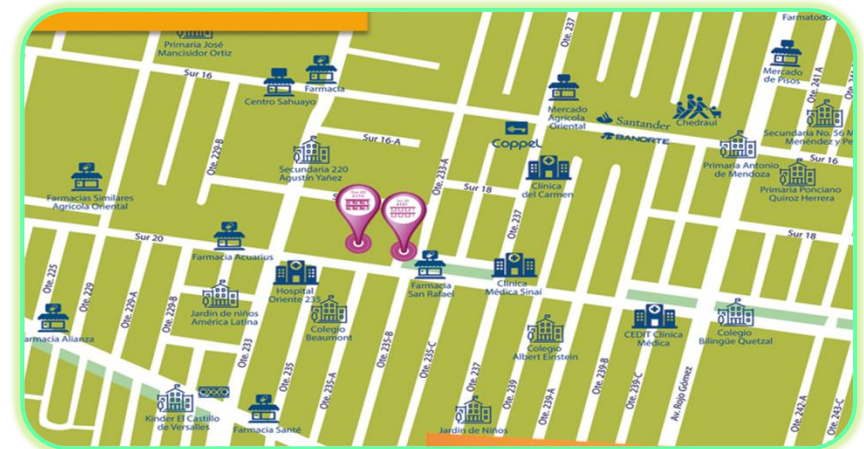 Farmatodo
Primaria José
Mancisidor Ortiz
Ote. 237
Mercado
de Pisos
Ote. 241 A
Sur 16
Farmacia
Centro Sahuayo
Mercado
Agrícola
Oriental
Santander
BANORTE
Chedraui
Secundaria No. 56 M
Menéndez y Pe
Ote. 229-B
Sur 16-A
Coppel
Secundaria 220
Agustín Yañez
Ote. 233-A
Clínica
del Carmen
Primaria Antonio
de Mendoza
Sur 16
Primaria Ponciano
Quiroz Herrera
Farmacias Similares
Agrícola Oriental
Sur 18
Sur 20
Ote. 237
Sur 18
Farmacia Acuarius
Ote. 225
Ote. 229
Ote. 229-A
Ote. 229-B
Hospital
Oriente 235
Farmacia
San Rafael
Clínica
Médica Sinaí
Jardín de niños
América Latina
Colegio
Beaumont
armacia Alianza
Colegio
Albert Einstein
CEDIT Clínica
Médica
Colegio
Bilingüe Quetzal
Ote. 233
Ote. 235
Ote. 235-A
Ote. 235-B
Ote. 235-C
Ote. 237
Ote. 239
Ote. 239-A
Ote. 239-B
Ote. 239-C
Av. Rojo Gómez
Ote. 242-A
Ote. 243-C
OXXO
Kinder El Castillo
de Versalles
Farmacia Santé
Jardín de Niños